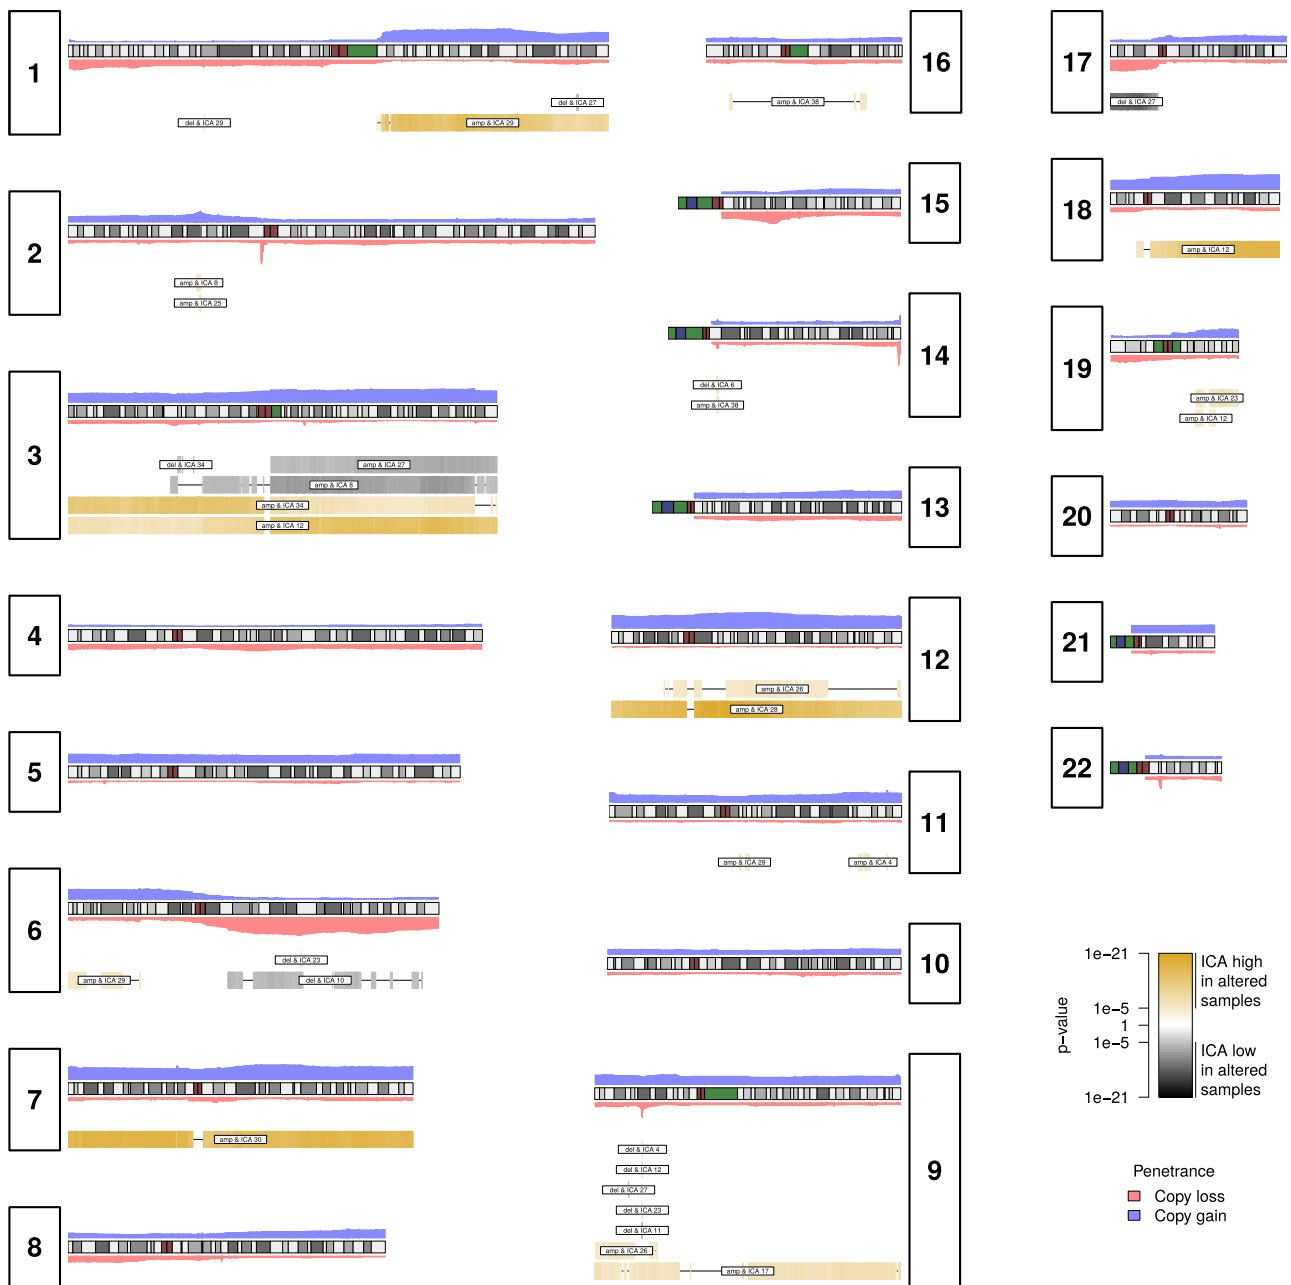 1
del & ICA 27
del & ICA 29
amp & ICA 29
2
amp & ICA 8
amp & ICA 25
3
del & ICA 34
amp & ICA 27
amp & ICA 8
amp & ICA 34
amp & ICA 12
4
5
6
del & ICA 23
amp & ICA 29
del & ICA 10
7
amp & ICA 30
8
16
amp & ICA 38
15
14
del & ICA 6
amp & ICA 38
13
12
amp & ICA 26
amp & ICA 28
11
amp & ICA 29
amp & ICA 4
10
9
del & ICA 4
del & ICA 12
del & ICA 27
del & ICA 23
del & ICA 11
amp & ICA 26
amp & ICA 17
17
del & ICA 27
18
amp & ICA 12
19
amp & ICA 23
amp & ICA 12
20
21
22
p-value
1e-21
1e-5
1
1e-5
1e-21
ICA high
in altered
samples
ICA low
in altered
samples
Penetrance
Copy loss
Copy gain